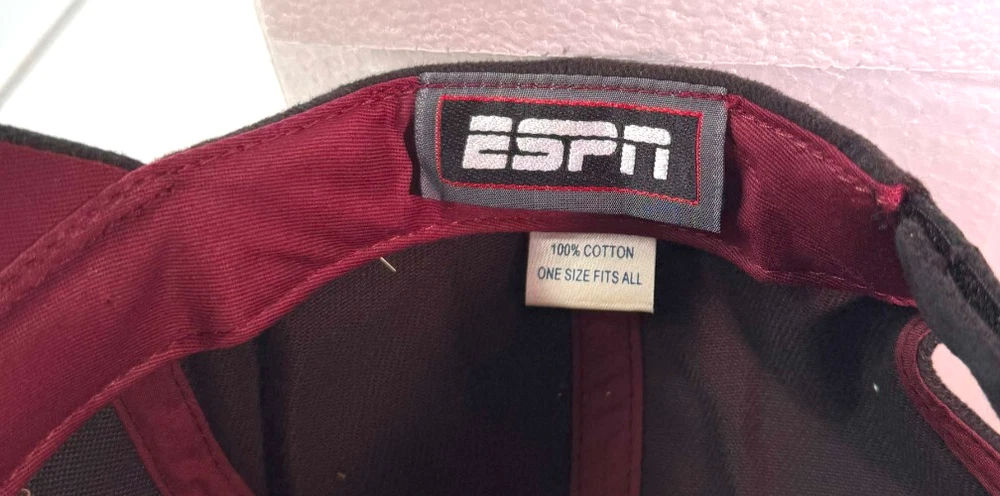 ESPN
100% COTTON
ONE SIZE FITS ALL